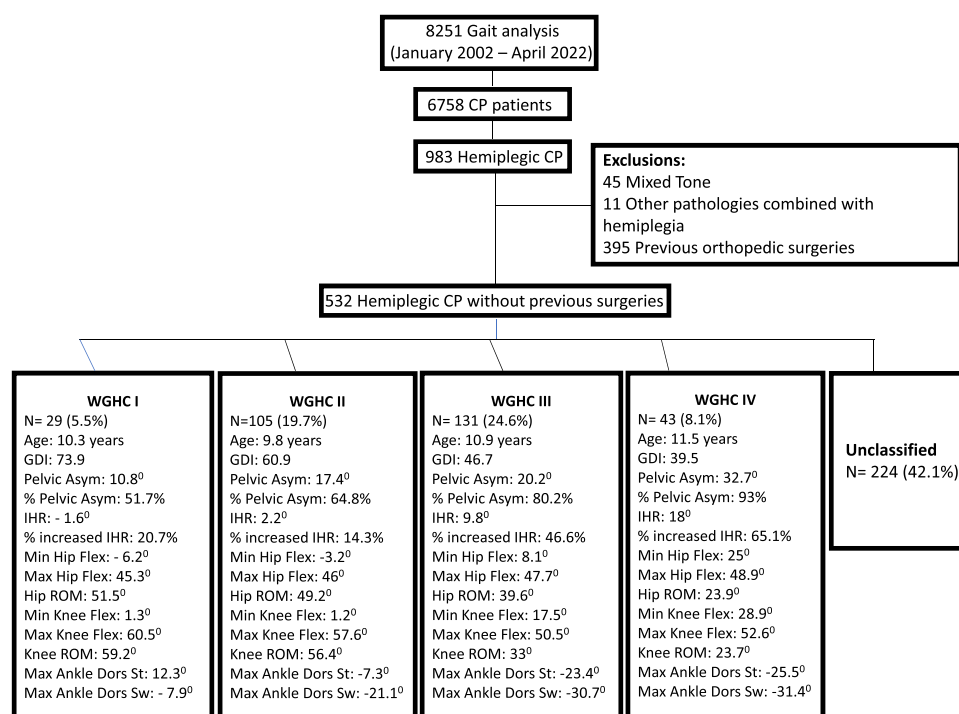 8251 Gait analysis
(January 2002 – April 2022)
6758 CP patients
983 Hemiplegic CP
Exclusions:
45 Mixed Tone
11 Other pathologies combined with
hemiplegia
395 Previous orthopedic surgeries
532 Hemiplegic CP without previous surgeries
WGHC I
N= 29 (5.5%)
Age: 10.3 years
GDI: 73.9
Pelvic Asym: 10.8⁰
% Pelvic Asym: 51.7%
IHR: - 1.6⁰
% increased IHR: 20.7%
Min Hip Flex: - 6.2⁰
Max Hip Flex: 45.3⁰
Hip ROM: 51.5⁰
Min Knee Flex: 1.3⁰
Max Knee Flex: 60.5⁰
Knee ROM: 59.2⁰
Max Ankle Dors St: 12.3⁰
Max Ankle Dors Sw: - 7.9⁰
WGHC II
N=105 (19.7%)
Age: 9.8 years
GDI: 60.9
Pelvic Asym: 17.4⁰
% Pelvic Asym: 64.8%
IHR: 2.2⁰
% increased IHR: 14.3%
Min Hip Flex: -3.2⁰
Max Hip Flex: 46⁰
Hip ROM: 49.2⁰
Min Knee Flex: 1.2⁰
Max Knee Flex: 57.6⁰
Knee ROM: 56.4⁰
Max Ankle Dors St: -7.3⁰
Max Ankle Dors Sw: -21.1⁰
WGHC III
N= 131 (24.6%)
Age: 10.9 years
GDI: 46.7
Pelvic Asym: 20.2⁰
% Pelvic Asym: 80.2%
IHR: 9.8⁰
% increased IHR: 46.6%
Min Hip Flex: 8.1⁰
Max Hip Flex: 47.7⁰
Hip ROM: 39.6⁰
Min Knee Flex: 17.5⁰
Max Knee Flex: 50.5⁰
Knee ROM: 33⁰
Max Ankle Dors St: -23.4⁰
Max Ankle Dors Sw: -30.7⁰
WGHC IV
N= 43 (8.1%)
Age: 11.5 years
GDI: 39.5
Pelvic Asym: 32.7⁰
% Pelvic Asym: 93%
IHR: 18⁰
% increased IHR: 65.1%
Min Hip Flex: 25⁰
Max Hip Flex: 48.9⁰
Hip ROM: 23.9⁰
Min Knee Flex: 28.9⁰
Max Knee Flex: 52.6⁰
Knee ROM: 23.7⁰
Max Ankle Dors St: -25.5⁰
Max Ankle Dors Sw: -31.4⁰
Unclassified
N= 224 (42.1%)